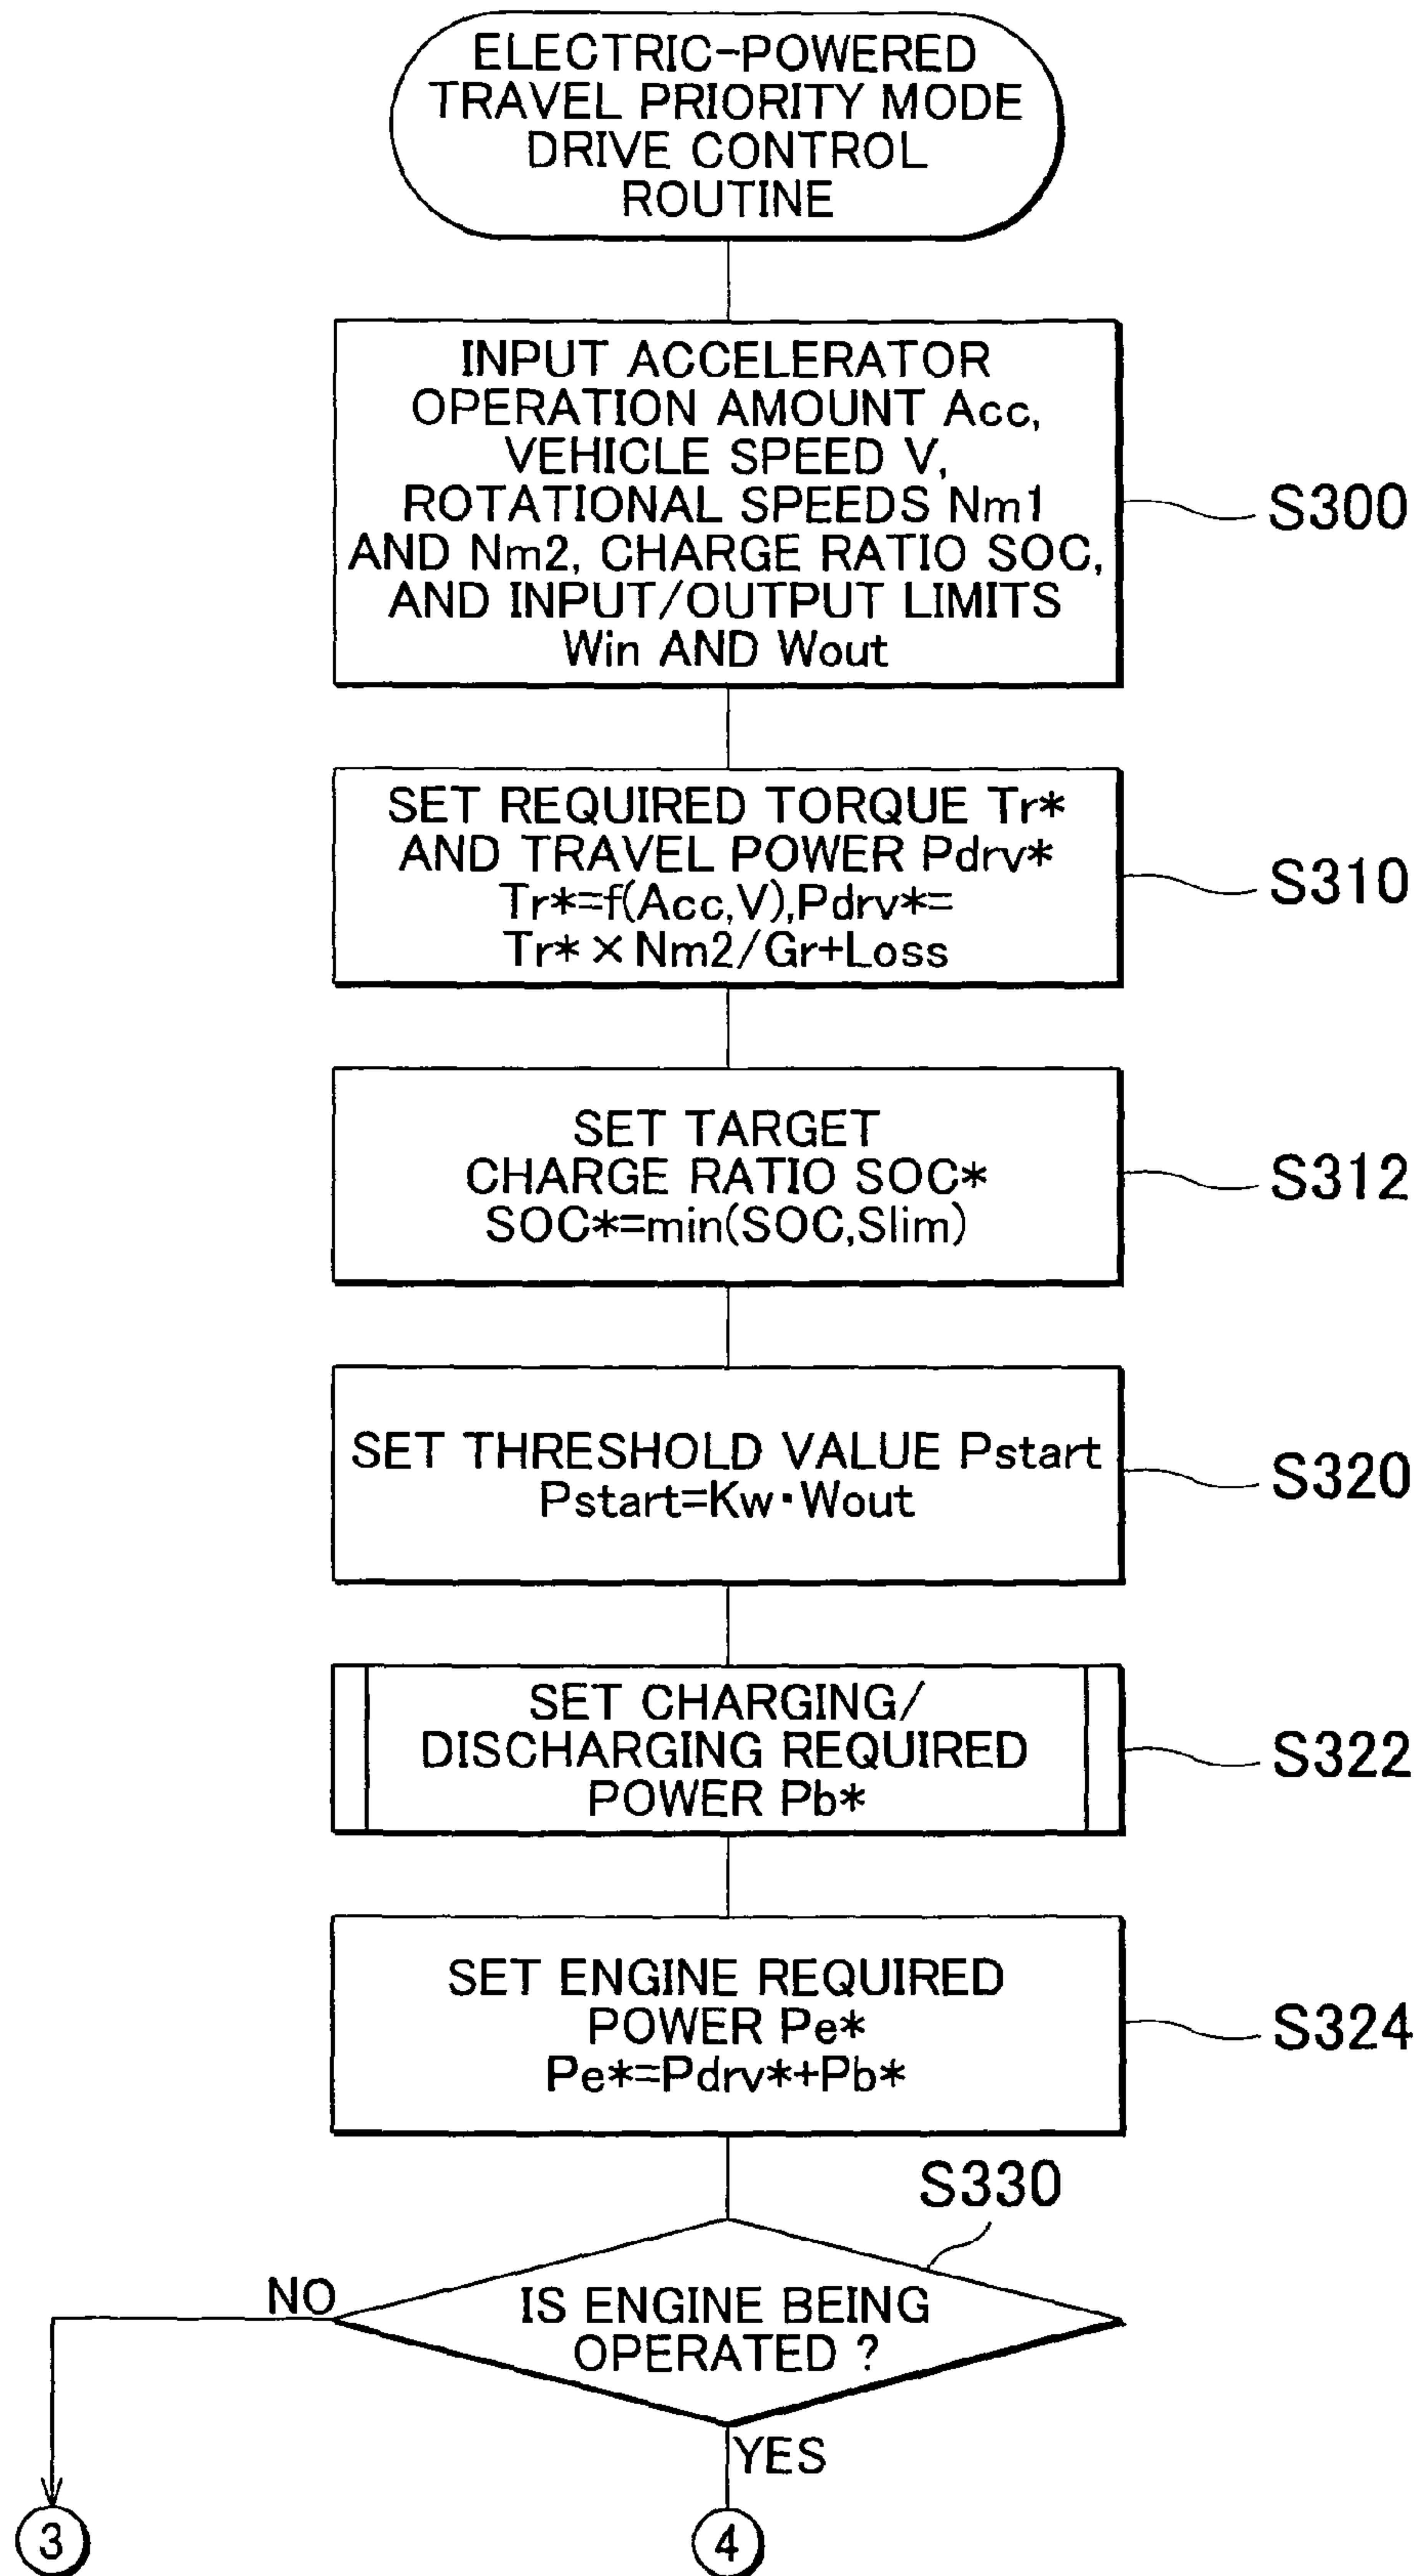 ELECTRIC-POWERED
TRAVEL PRIORITY MODE
DRIVE CONTROL
ROUTINE
INPUT ACCELERATOR
OPERATION AMOUNT Acc,
VEHICLE SPEED V,
ROTATIONAL SPEEDS Nm1
AND Nm2, CHARGE RATIO SOC,
AND INPUT/OUTPUT LIMITS
Win AND Wout
S300
SET REQUIRED TORQUE Tr*
AND TRAVEL POWER Pdrv*
Tr*=f(Acc,V),Pdrv*=
Tr*×Nm2/Gr+Loss
S310
SET TARGET
CHARGE RATIO SOC*
SOC*=min(SOC,Slim)
S312
SET THRESHOLD VALUE Pstart
Pstart=Kw·Wout
S320
SET CHARGING/
DISCHARGING REQUIRED
POWER Pb*
S322
SET ENGINE REQUIRED
POWER Pe*
Pe*=Pdrv*+Pb*
S324
S330
IS ENGINE BEING
OPERATED ?
NO
YES
3
4